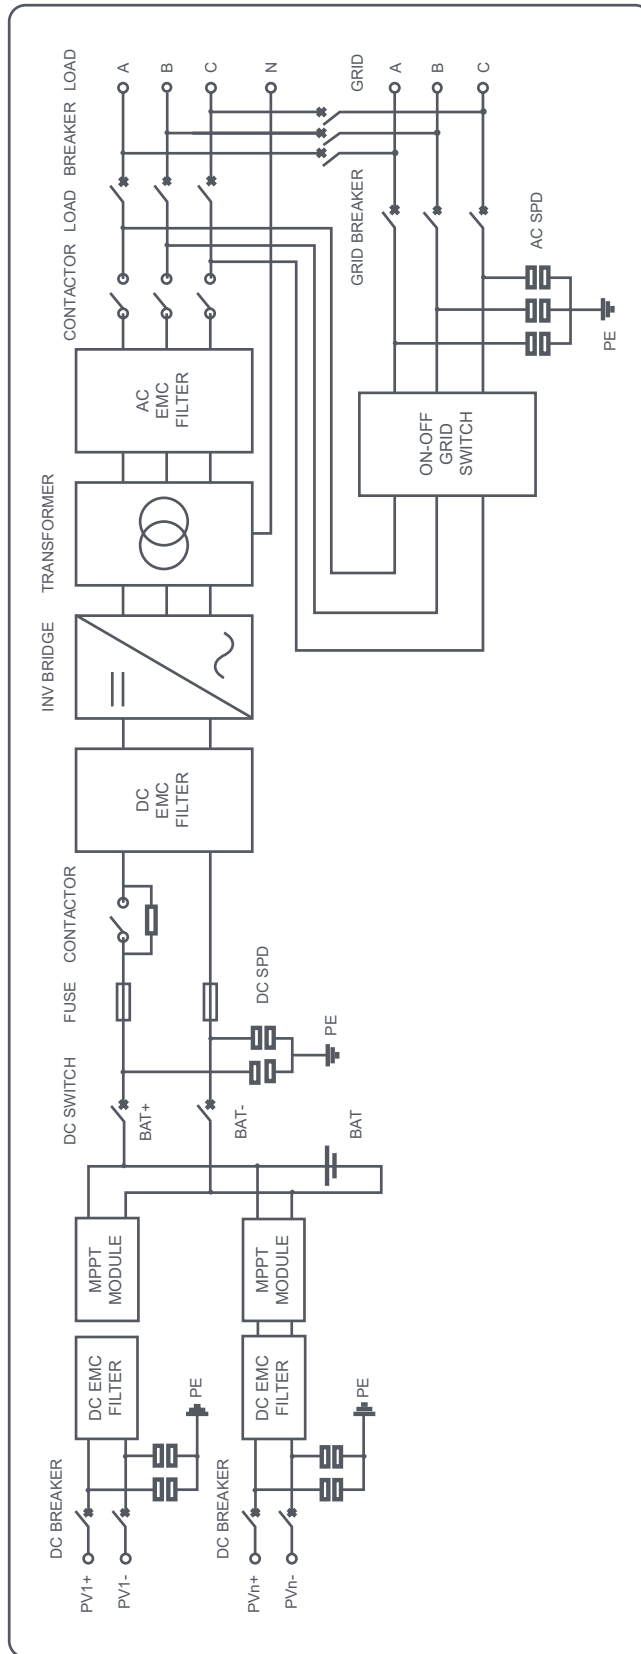 DC BREAKER
DC SWITCH
FUSE
CONTACTOR
INV BRIDGE
TRANSFORMER
CONTACTOR
LOAD BREAKER
LOAD
PV1+
PV1-
DC EMC
FILTER
MPPT
MODULE
BAT+
BAT-
DC
EMC
FILTER
AC
EMC
FILTER
A
B
C
N
PE
DC SPD
DC BREAKER
PVn+
PVn-
DC EMC
FILTER
MPPT
MODULE
PE
BAT
PE
GRID BREAKER
GRID
A
B
C
ON-OFF
GRID
SWITCH
AC SPD
PE